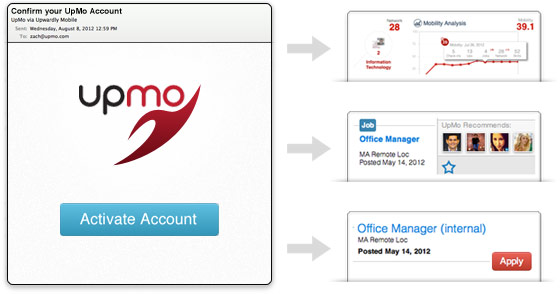 Confirm your UpMo Account
UpMo via Upwardly Mobile
Sent: Wednesday, August 8, 2012 12:59 PM
To: zach@upmo.com
upmo
Activate Account
Network
28
2
Information
Technology
Mobility Analysis
Mobility
39.1
Job
Office Manager
MA Remote Loc
Posted May 14, 2012
UpMo Recommends:
Office Manager (internal)
MA Remote Loc
Posted May 14, 2012
Apply